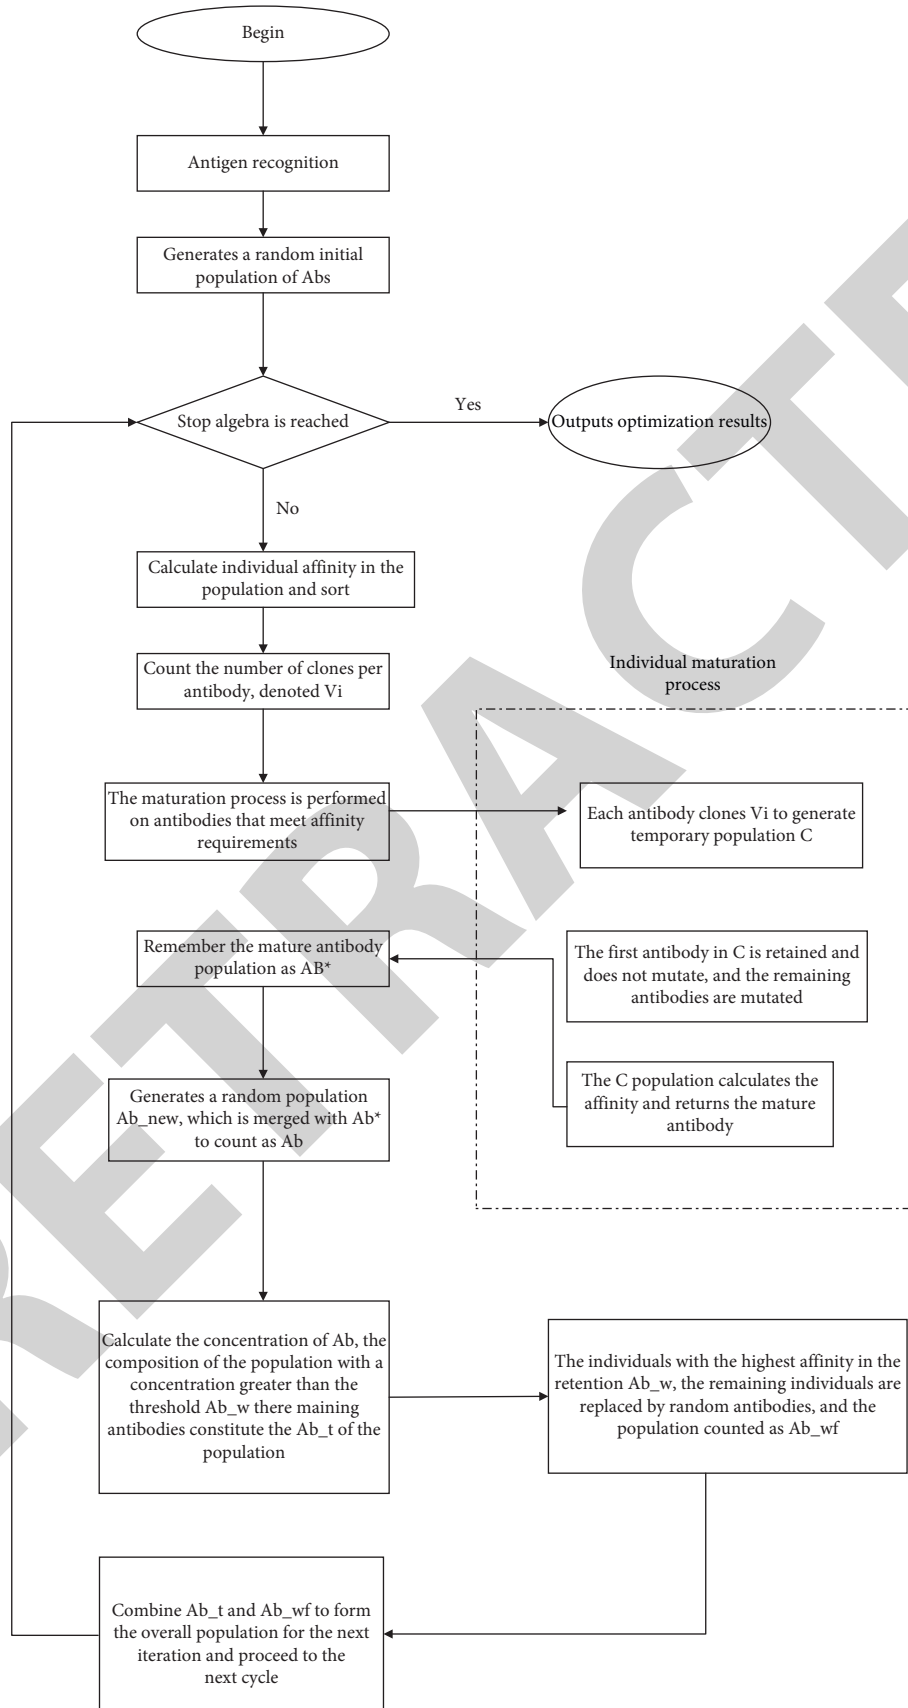 Begin
Antigen recognition
Generates a random initial
population of Abs
Stop algebra is reached
Yes
Outputs optimization results
No
Calculate individual affinity in the
population and sort
Count the number of clones per
antibody, denoted Vi
Individual maturation
process
The maturation process is performed
on antibodies that meet affinity
requirements
Each antibody clones Vi to generate
temporary population C
Remember the mature antibody
population as AB*
The first antibody in C is retained and
does not mutate, and the remaining
antibodies are mutated
The C population calculates the
affinity and returns the mature
antibody
Generates a random population
Ab_new, which is merged with Ab*
to count as Ab
Calculate the concentration of Ab, the
composition of the population with a
concentration greater than the
threshold Ab_w there maining
antibodies constitute the Ab_t of the
population
The individuals with the highest affinity in the
retention Ab_w, the remaining individuals are
replaced by random antibodies, and the
population counted as Ab_wf
Combine Ab_t and Ab_wf to form
the overall population for the next
iteration and proceed to the
next cycle
RETRACTE